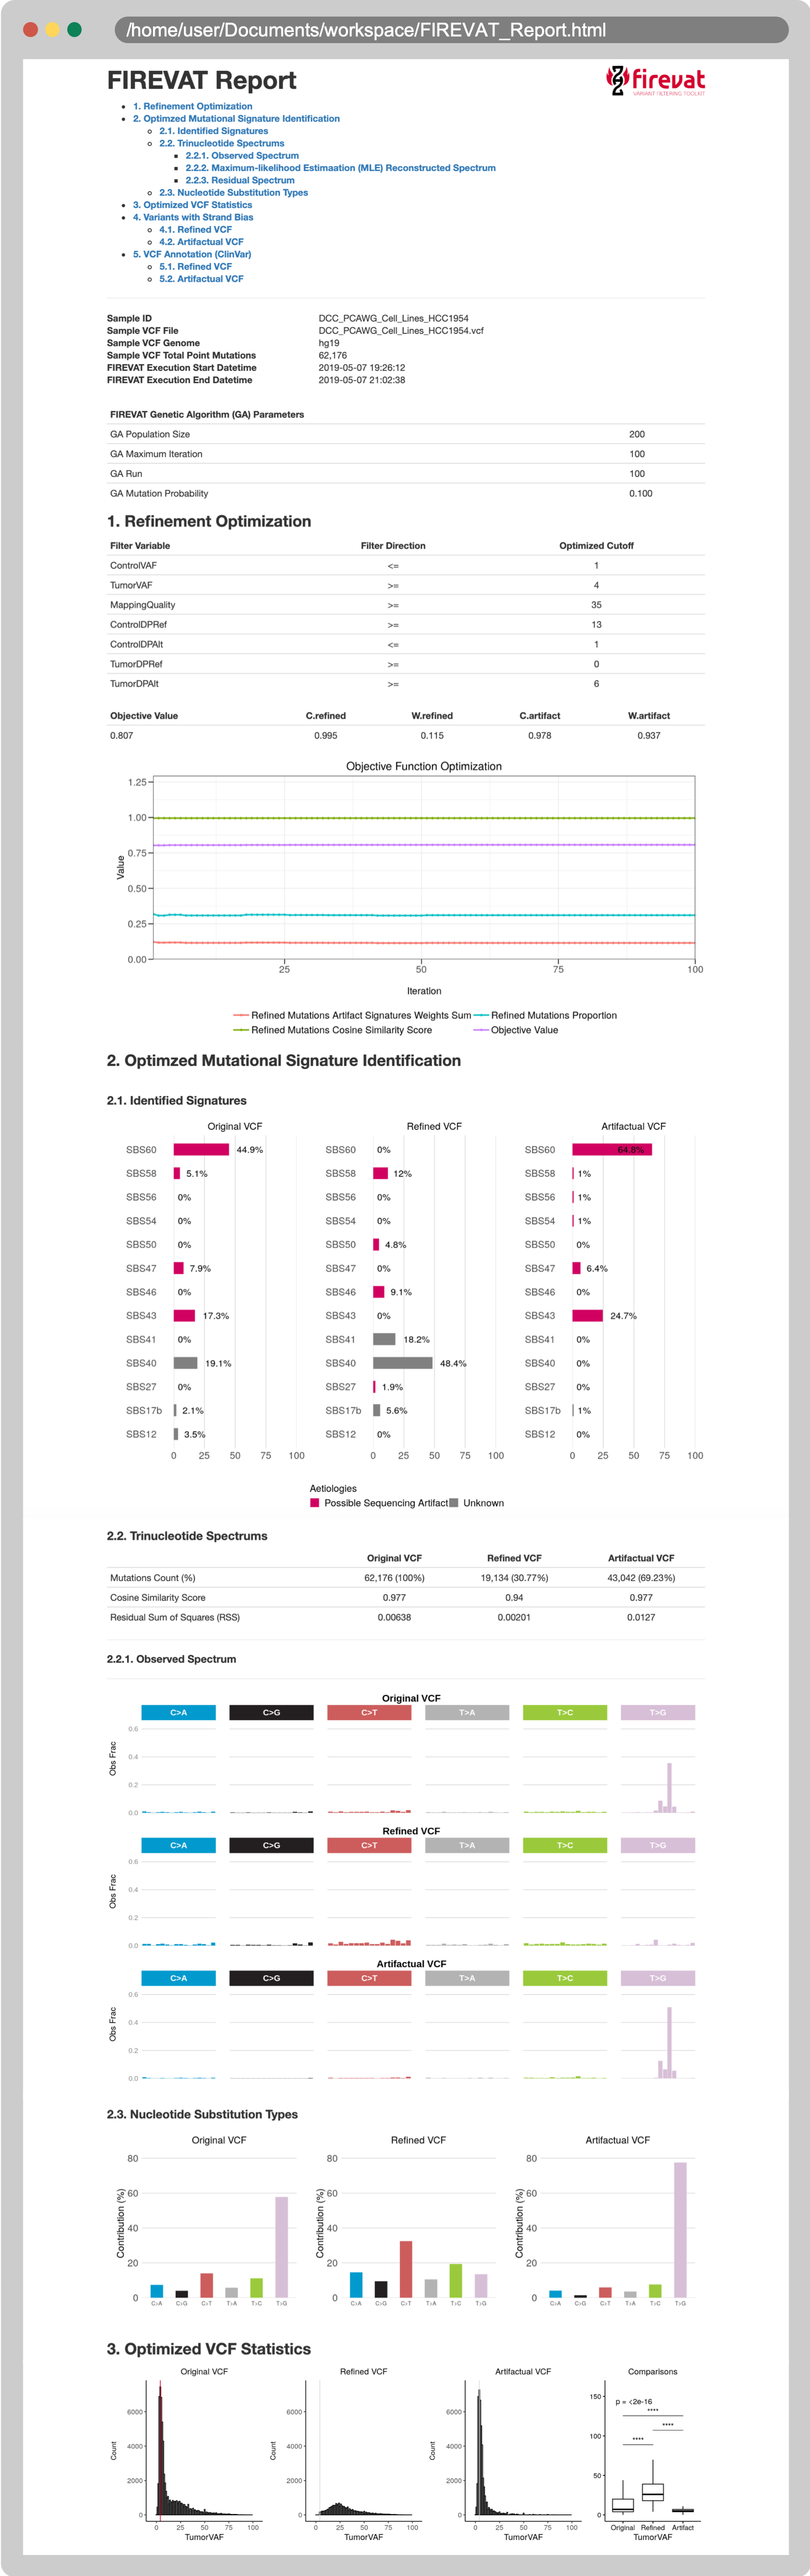 /home/user/Documents/workspace/FIREVAT_Report.html
FIREVAT Report
firevat
VARIANT FILTERING TOOLKIT
1. Refinement Optimization
2. Optimzed Mutational Signature Identification
2.1. Identified Signatures
2.2. Trinucleotide Spectrums
2.2.1. Observed Spectrum
2.2.2. Maximum-likelihood Estimaation (MLE) Reconstructed Spectrum
2.2.3. Residual Spectrum
2.3. Nucleotide Substitution Types
3. Optimized VCF Statistics
4. Variants with Strand Bias
4.1. Refined VCF
4.2. Artifactual VCF
5. VCF Annotation (ClinVar)
5.1. Refined VCF
5.2. Artifactual VCF
Sample ID DCC_PCAWG_Cell_Lines_HCC1954
Sample VCF File DCC_PCAWG_Cell_Lines_HCC1954.vcf
Sample VCF Genome hg19
Sample VCF Total Point Mutations 62,176
FIREVAT Execution Start Datetime 2019-05-07 19:26:12
FIREVAT Execution End Datetime 2019-05-07 21:02:38
FIREVAT Genetic Algorithm (GA) Parameters
GA Population Size 200
GA Maximum Iteration 100
GA Run 100
GA Mutation Probability 0.100
1. Refinement Optimization
Filter Variable Filter Direction Optimized Cutoff
ControlVAF <= 1
TumorVAF >= 4
MappingQuality >= 35
ControlDPRef >= 13
ControlDPAlt <= 1
TumorDPRef >= 0
TumorDPAlt >= 6
Objective Value C.refined W.refined C.artifact W.artifact
0.807 0.995 0.115 0.978 0.937
Objective Function Optimization
1.25
1.00
0.75
0.50
0.25
0.00
Value
25 50 75 100
Iteration
Refined Mutations Artifact Signatures Weights Sum Refined Mutations Proportion
Refined Mutations Cosine Similarity Score Objective Value
2. Optimzed Mutational Signature Identification
2.1. Identified Signatures
Original VCF Refined VCF Artifactual VCF
SBS60 44.9% SBS60 0% SBS60 64.8%
SBS58 5.1% SBS58 12% SBS58 1%
SBS56 0% SBS56 0% SBS56 1%
SBS54 0% SBS54 0% SBS54 1%
SBS50 0% SBS50 4.8% SBS50 0%
SBS47 7.9% SBS47 0% SBS47 6.4%
SBS46 0% SBS46 9.1% SBS46 0%
SBS43 17.3% SBS43 0% SBS43 24.7%
SBS41 0% SBS41 18.2% SBS41 0%
SBS40 19.1% SBS40 48.4% SBS40 0%
SBS27 0% SBS27 1.9% SBS27 0%
SBS17b 2.1% SBS17b 5.6% SBS17b 1%
SBS12 3.5% SBS12 0% SBS12 0%
0 25 50 75 100 0 25 50 75 100 0 25 50 75 100
Aetiologies
Possible Sequencing Artifact Unknown
2.2. Trinucleotide Spectrums
Original VCF Refined VCF Artifactual VCF
Mutations Count (%) 62,176 (100%) 19,134 (30.77%) 43,042 (69.23%)
Cosine Similarity Score 0.977 0.94 0.977
Residual Sum of Squares (RSS) 0.00638 0.00201 0.0127
2.2.1. Observed Spectrum
Original VCF
C>A C>G C>T T>A T>C T>G
0.6
0.4
0.2
0.0
Obs Frac
Refined VCF
C>A C>G C>T T>A T>C T>G
0.6
0.4
0.2
0.0
Obs Frac
Artifactual VCF
C>A C>G C>T T>A T>C T>G
0.6
0.4
0.2
0.0
Obs Frac
2.3. Nucleotide Substitution Types
Original VCF Refined VCF Artifactual VCF
80 80 80
60 60 60
40 40 40
20 20 20
0 0 0
Contribution (%) Contribution (%) Contribution (%)
C>A C>G C>T T>A T>C T>G C>A C>G C>T T>A T>C T>G C>A C>G C>T T>A T>C T>G
3. Optimized VCF Statistics
Original VCF Refined VCF Artifactual VCF Comparisons
6000 6000 6000 150
4000 4000 4000 100
2000 2000 2000 50
0 0 0 0
Count Count Count
p = <2e-16
****
****
****
0 25 50 75 100 0 25 50 75 100 0 25 50 75 100 Original Refined Artifact
TumorVAF TumorVAF TumorVAF TumorVAF